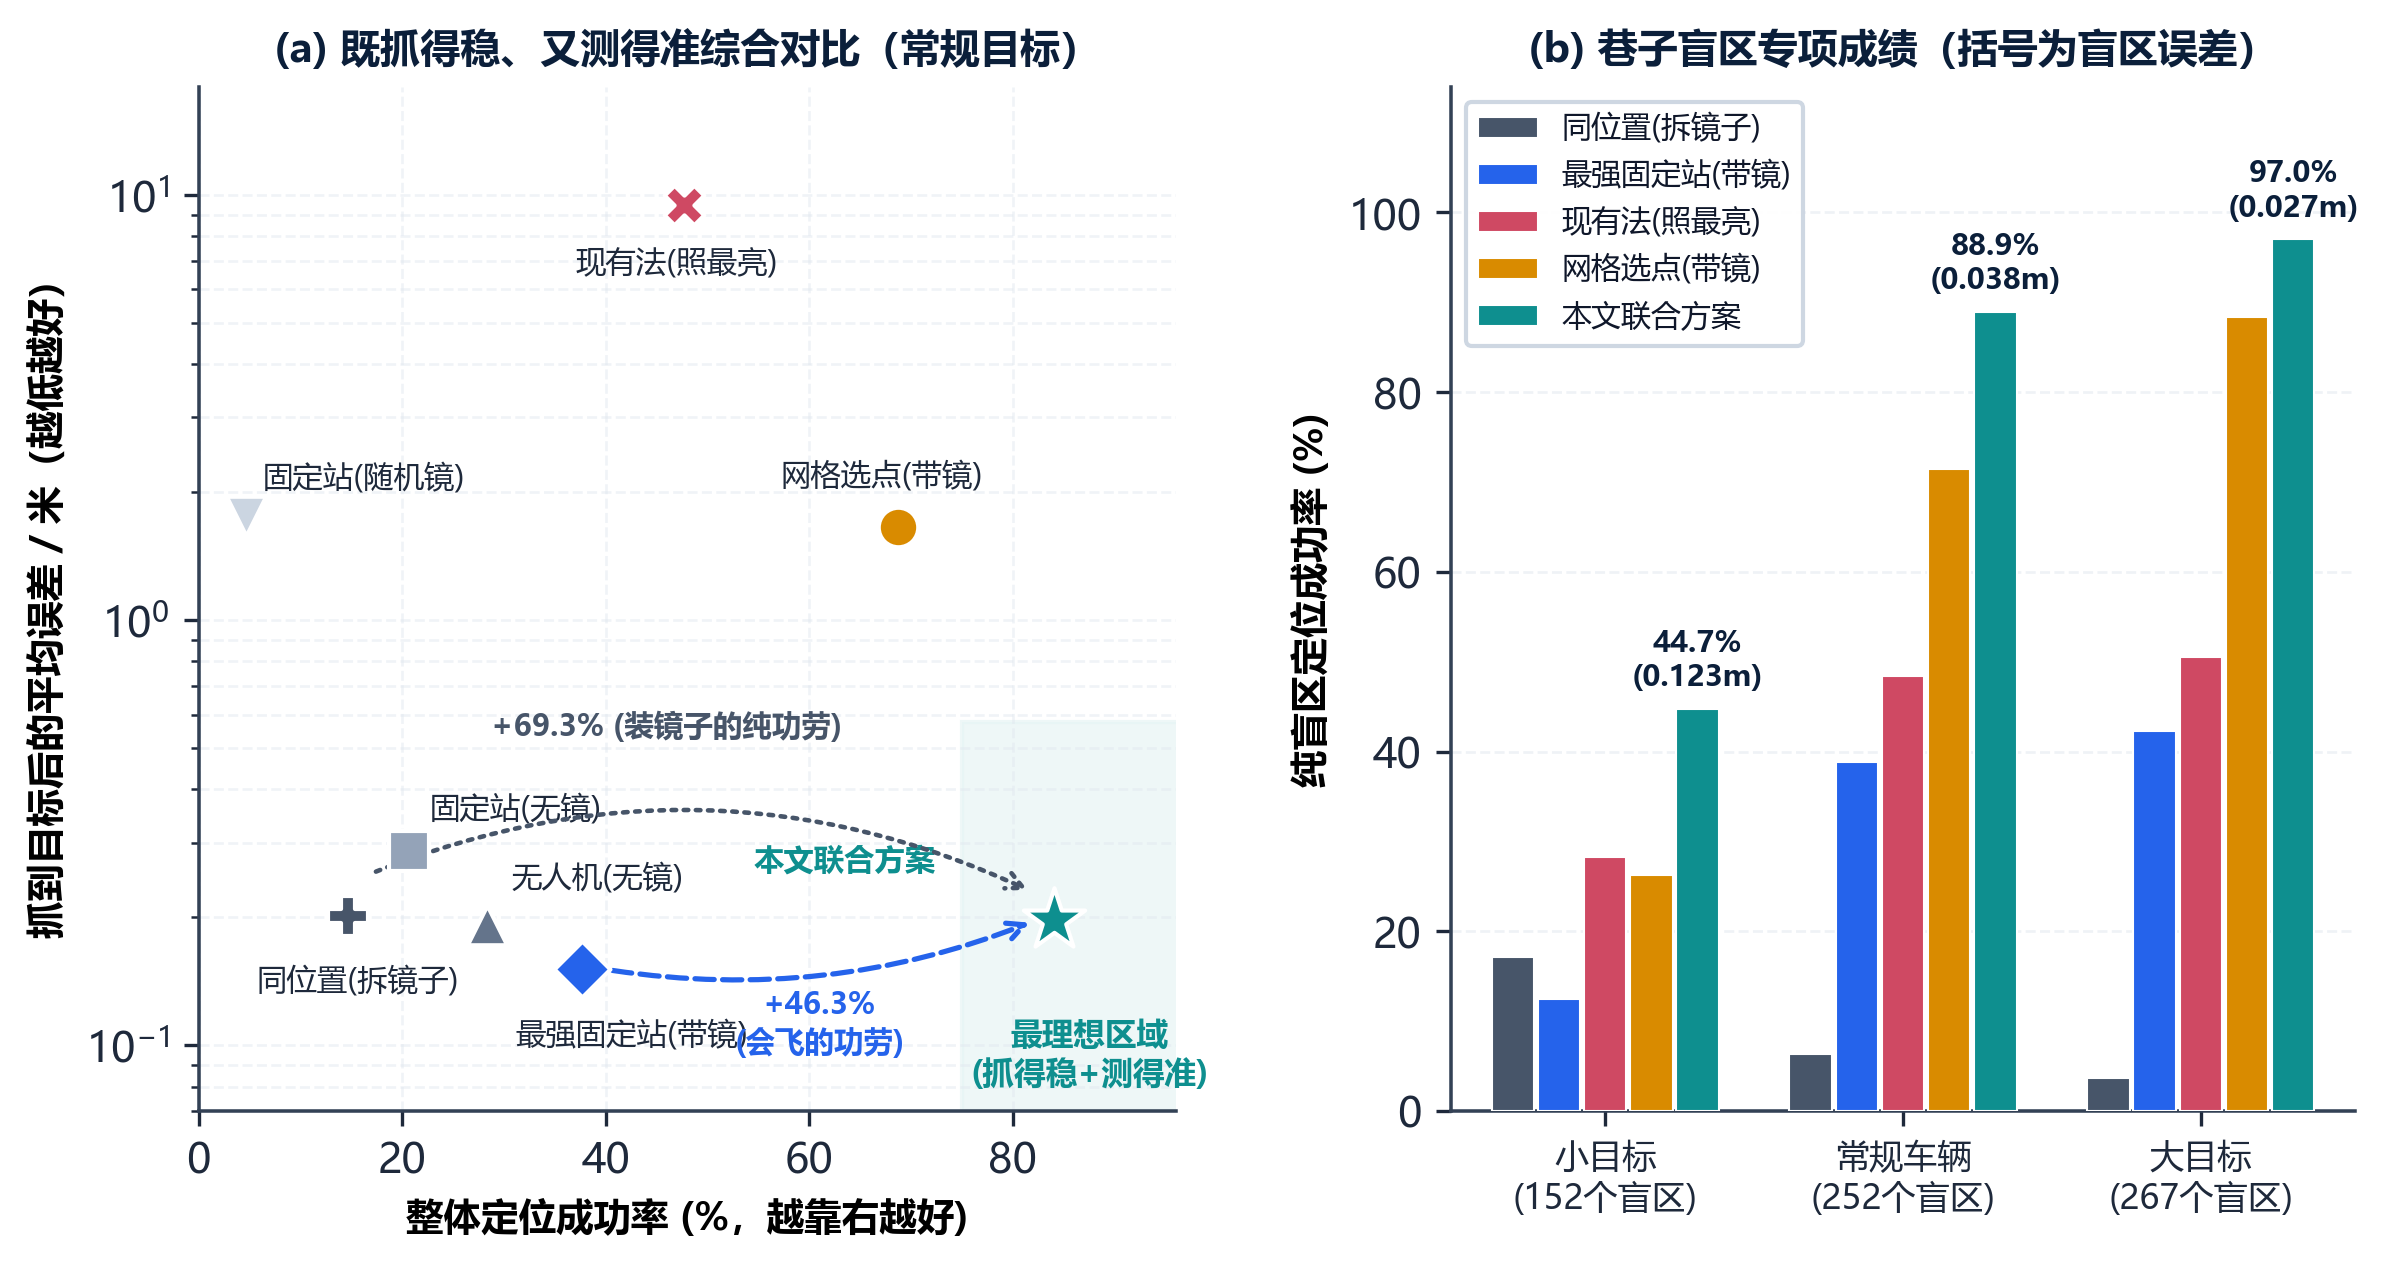 (a) 既抓得稳、又测得准综合对比（常规目标）
抓到目标后的平均误差 / 米（越低越好）
10¹
10⁰
10⁻¹
现有法(照最亮)
固定站(随机镜)
网格选点(带镜)
+69.3% (装镜子的纯功劳)
固定站(无镜)
本文联合方案
无人机(无镜)
同位置(拆镜子)
+46.3%
(会飞的功劳)
最强固定站(带镜)
最理想区域
(抓得稳+测得准)
0
20
40
60
80
整体定位成功率 (%，越靠右越好)
(b) 巷子盲区专项成绩（括号为盲区误差）
纯盲区定位成功率 (%)
100
80
60
40
20
0
同位置(拆镜子)
最强固定站(带镜)
现有法(照最亮)
网格选点(带镜)
本文联合方案
44.7%
(0.123m)
88.9%
(0.038m)
97.0%
(0.027m)
小目标
(152个盲区)
常规车辆
(252个盲区)
大目标
(267个盲区)